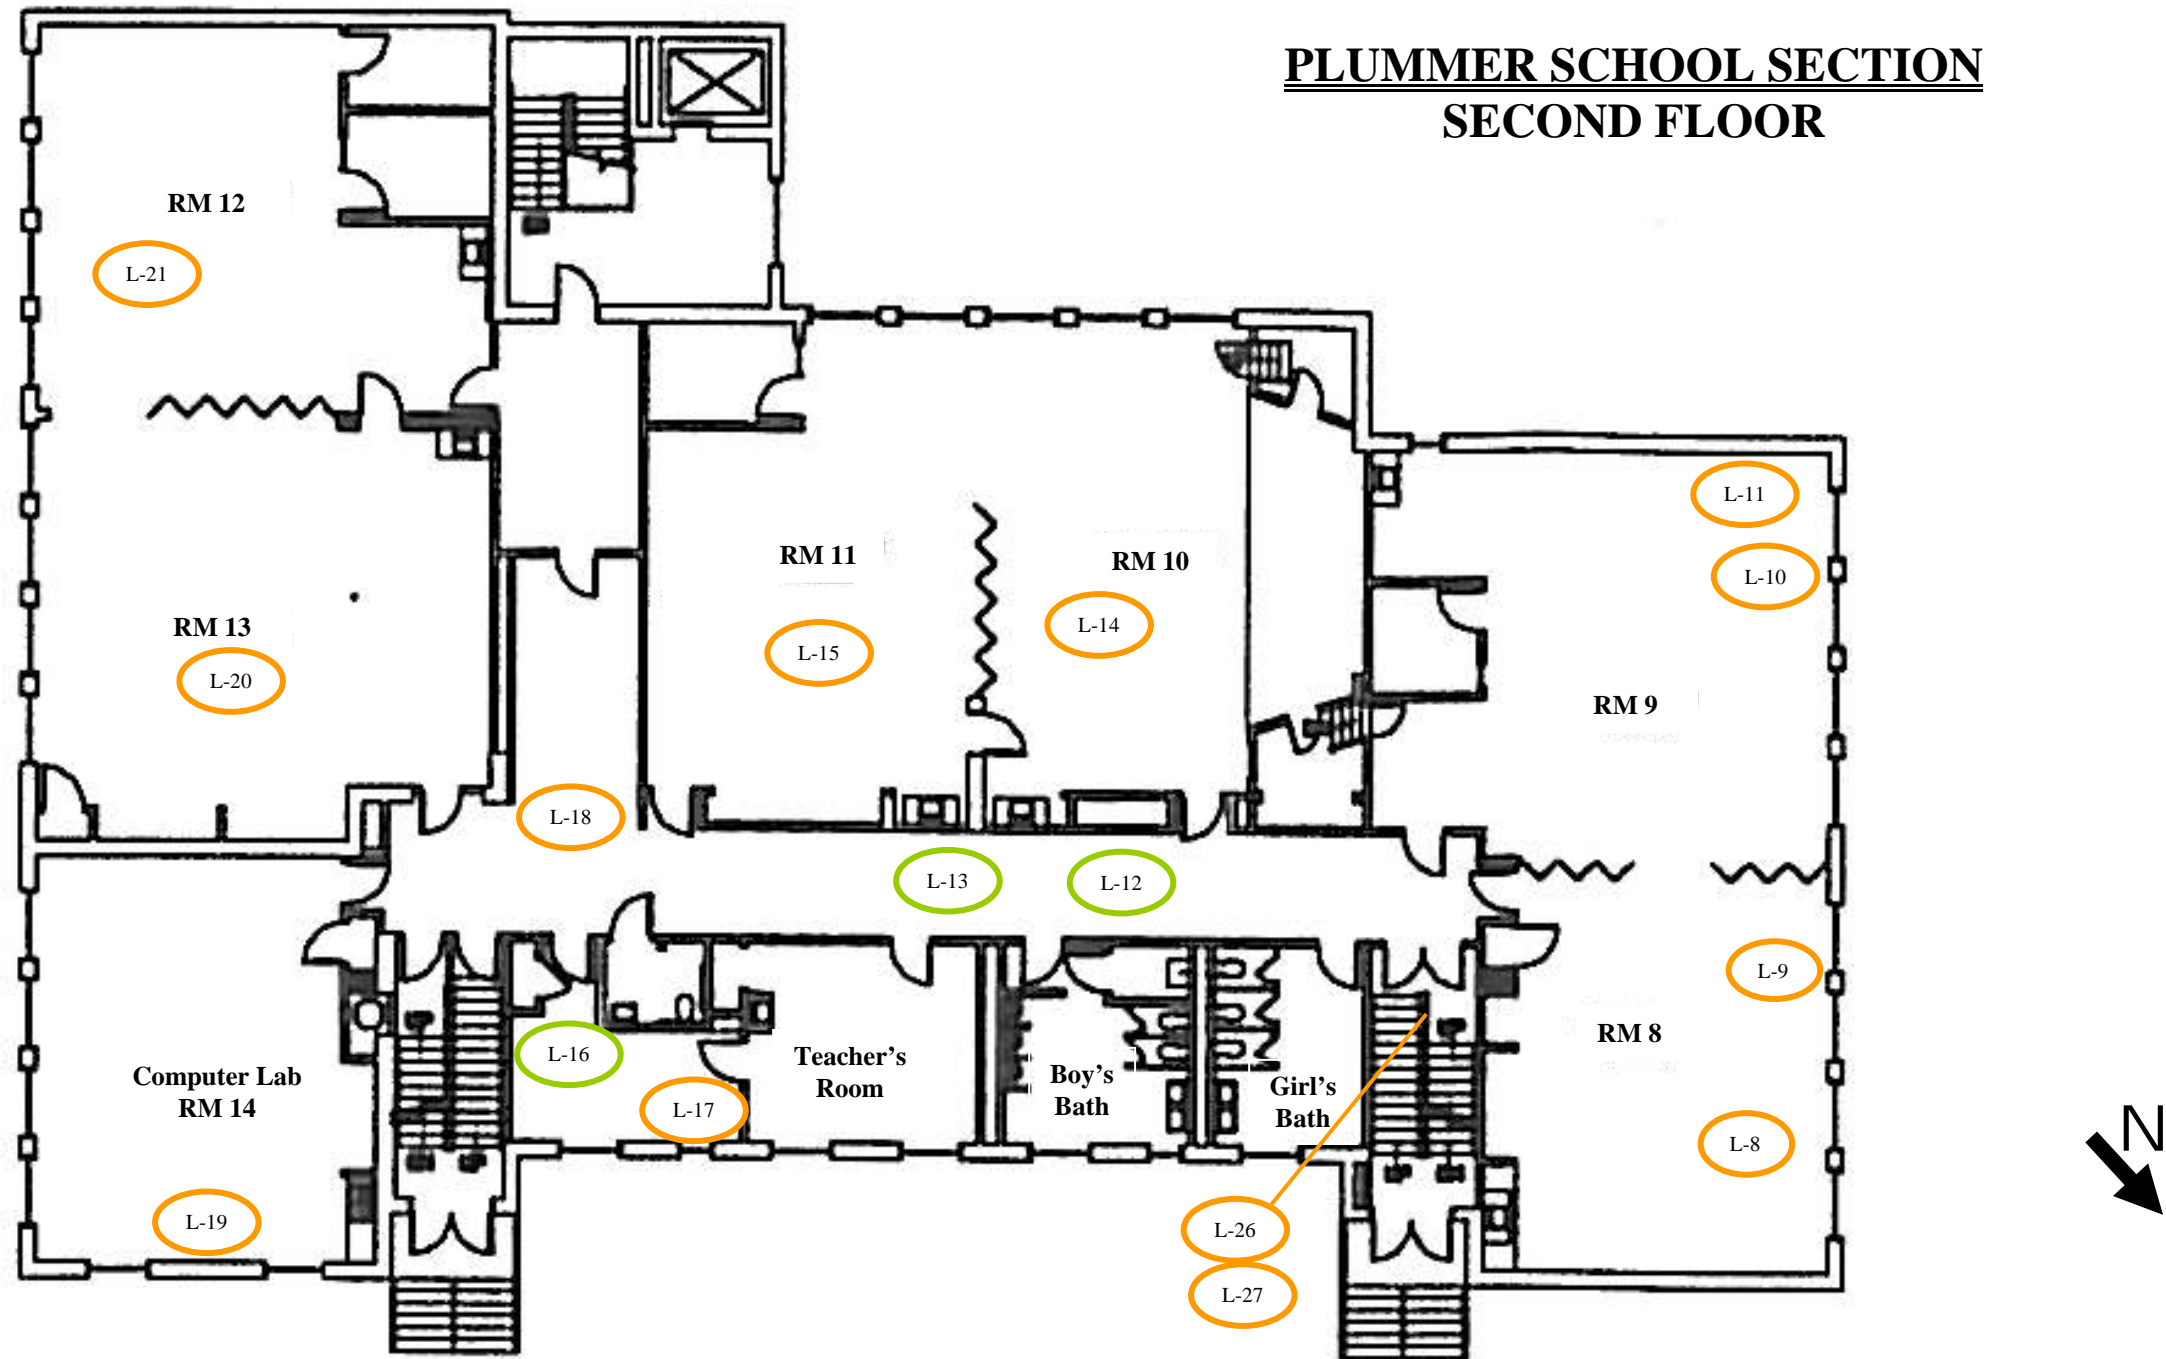 PLUMMER SCHOOL SECTION
SECOND FLOOR
RM 12
L-21
L-11
RM 11
RM 10
L-10
RM 13
L-14
L-15
L-20
RM 9
L-18
L-13
L-12
L-9
RM 8
L-16
Teacher's
Room
Computer Lab
RM 14
Boy's
Bath
Girl's
Bath
L-17
L-8
N
L-19
L-26
L-27